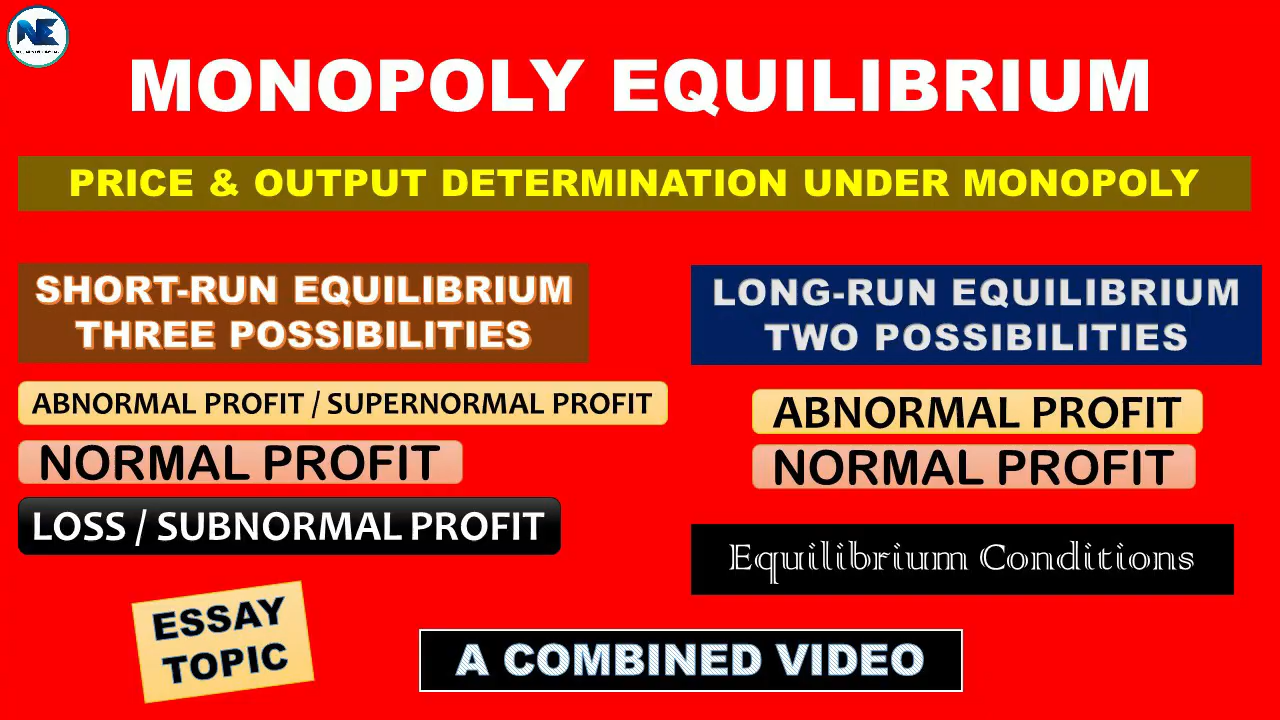 NE
MONOPOLY EQUILIBRIUM
PRICE & OUTPUT DETERMINATION UNDER MONOPOLY
SHORT-RUN EQUILIBRIUM
THREE POSSIBILITIES
ABNORMAL PROFIT / SUPERNORMAL PROFIT
NORMAL PROFIT
LOSS / SUBNORMAL PROFIT
LONG-RUN EQUILIBRIUM
TWO POSSIBILITIES
ABNORMAL PROFIT
NORMAL PROFIT
Equilibrium Conditions
ESSAY
TOPIC
A COMBINED VIDEO